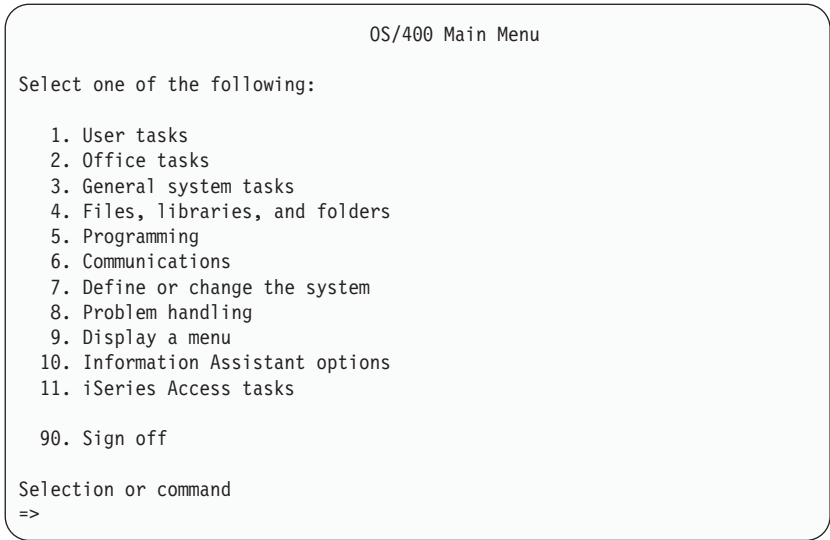 OS/400 Main Menu
Select one of the following:
1. User tasks
2. Office tasks
3. General system tasks
4. Files, libraries, and folders
5. Programming
6. Communications
7. Define or change the system
8. Problem handling
9. Display a menu
10. Information Assistant options
11. iSeries Access tasks
90. Sign off
Selection or command
=>